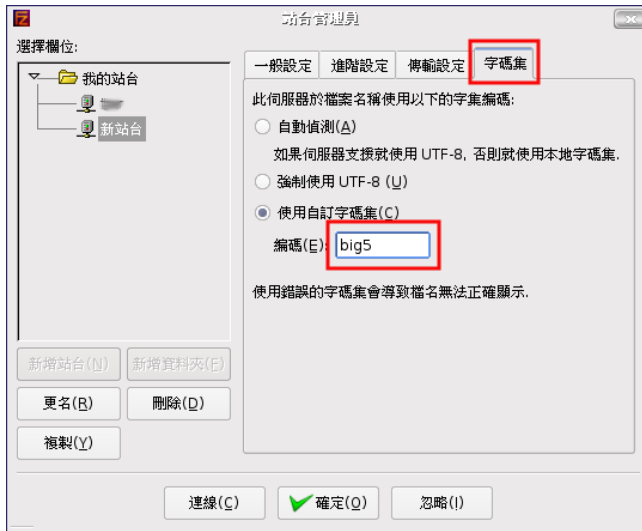 站台管理員
選擇欄位:
我的站台
新站台
新增站台(N)
新增資料夾(F)
更名(R)
刪除(D)
複製(Y)
一般設定
進階設定
傳輸設定
字碼集
此伺服器於檔案名稱使用以下的字集編碼:
自動偵測(A)
如果伺服器支援就使用 UTF-8, 否則就使用本地字碼集.
強制使用 UTF-8 (U)
使用自訂字碼集(C)
編碼(E):
big5
使用錯誤的字碼集會導致檔名無法正確顯示.
連線(C)
確定(O)
忽略(I)